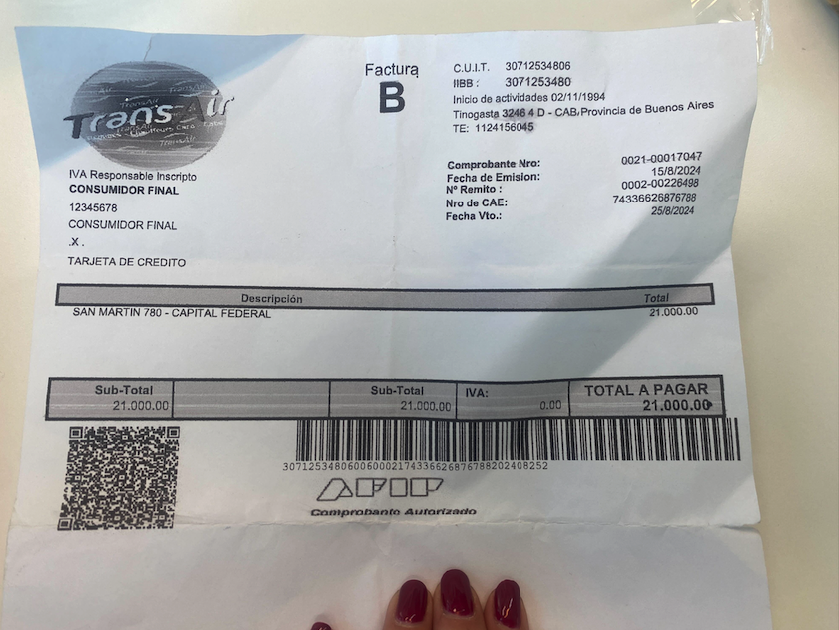 TransAir
Factura
B
C.U.I.T. 30712534806
IIBB : 3071253480
Inicio de actividades 02/11/1994
Tinogasta 3246 4 D - CAB/Provincia de Buenos Aires
TE: 1124156045
IVA Responsable Inscripto
CONSUMIDOR FINAL
12345678
CONSUMIDOR FINAL
.X .
TARJETA DE CREDITO
Comprobante Nro: 0021-00017047
Fecha de Emision: 15/8/2024
Nº Remito : 0002-00226498
Nro de CAE: 74336626876788
Fecha Vto.: 25/8/2024
Descripción Total
SAN MARTIN 780 - CAPITAL FEDERAL 21.000.00
Sub-Total Sub-Total IVA: TOTAL A PAGAR
21.000.00 21.000.00 0.00 21.000.00
307125348060060002174336626876788202408252
AFIP
Comprobante Autorizado